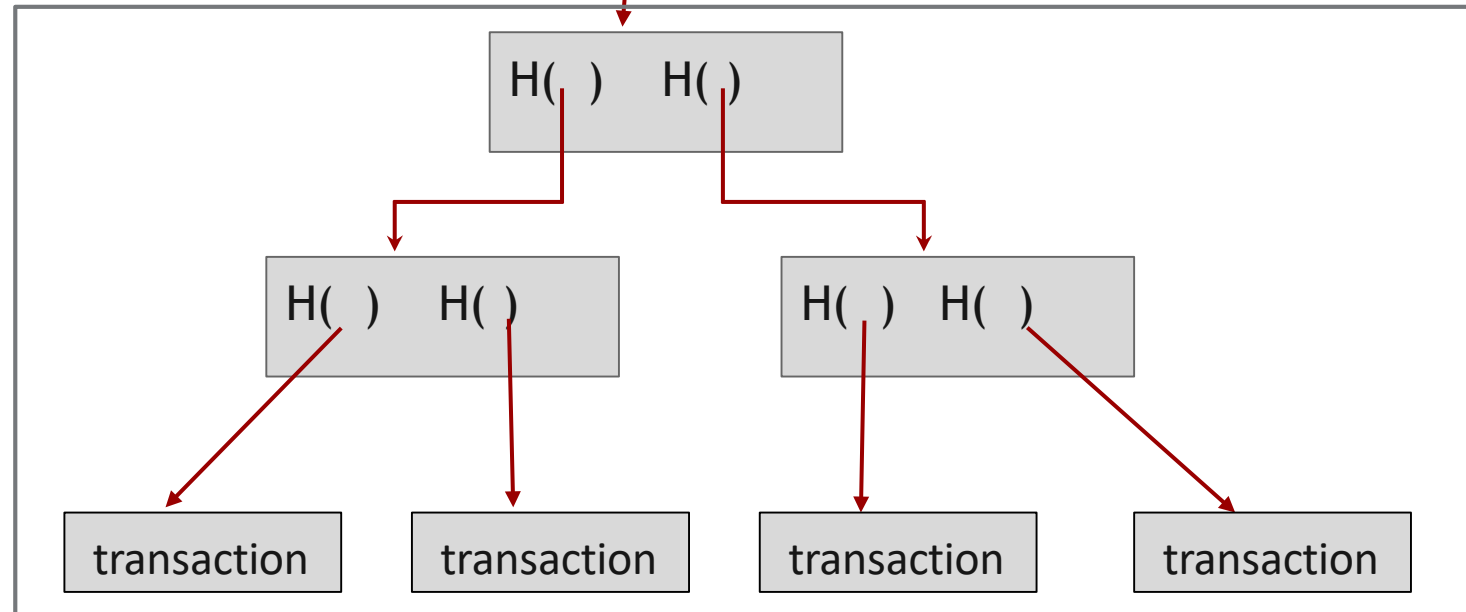 H(  )    H( )
H(  )    H( )    H(  )   H(  )
transaction    transaction    transaction    transaction